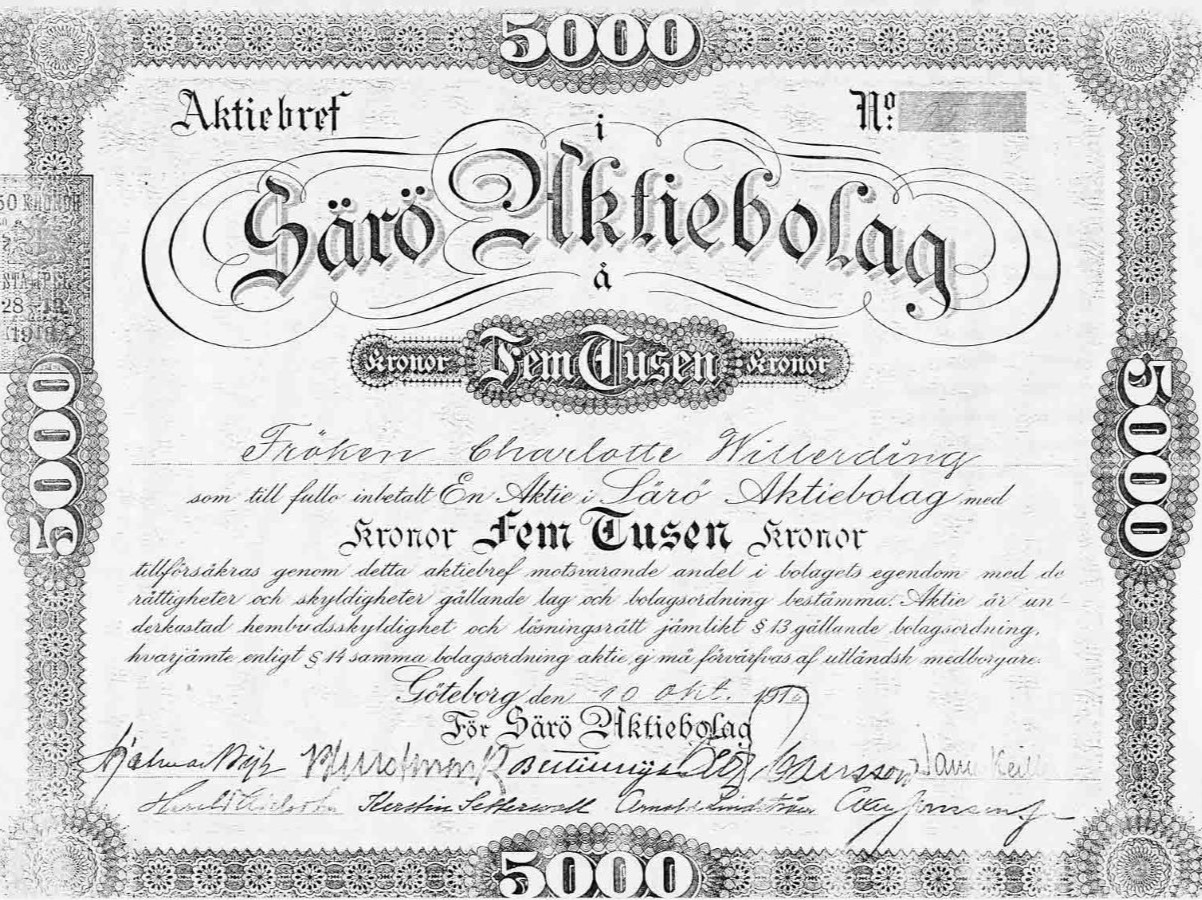 5000
Aktiebref
i
Nº
Särö Aktiebolag
å
50 KRONOR
28
Kronor Fem Tusen Kronor
5000
5000
Fröken Charlotte Willerding
som till fullo inbetalt En Aktie i Särö Aktiebolag med
Kronor Fem Tusen Kronor
tillförsäkras genom detta aktiebref motsvarande andel i bolagets egendom med de
rättigheter och skyldigheter gällande lag och bolagsordning bestämma. Aktie är un-
derkastad hembudsskyldighet och lösningsrätt jämlikt § 13 gällande bolagsordning,
hvarjämte enligt § 14 samma bolagsordning aktie ej må förvärfvas af utländsk medborgare.
Göteborg den 10 okt.
För Särö Aktiebolag
Hjalmar
Kerstin Setterwall
5000